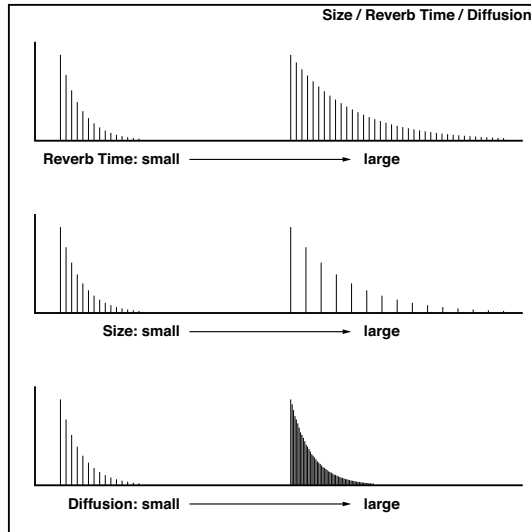 Size / Reverb Time / Diffusion
Reverb Time: small large
Size: small large
Diffusion: small large